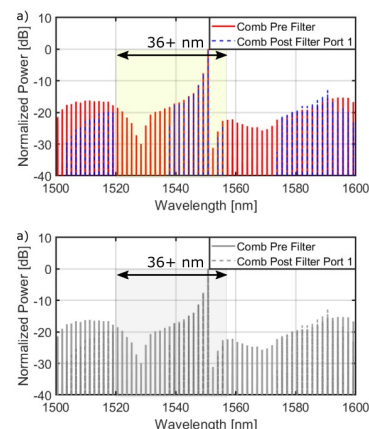 a)
36+ nm
Comb Pre Filter
Comb Post Filter Port 1
Normalized Power [dB]
10
0
-10
-20
-30
-40
1500 1520 1540 1560 1580 1600
Wavelength [nm]
a)
36+ nm
Comb Pre Filter
Comb Post Filter Port 1
Normalized Power [dB]
10
0
-10
-20
-30
-40
1500 1520 1540 1560 1580 1600
Wavelength [nm]